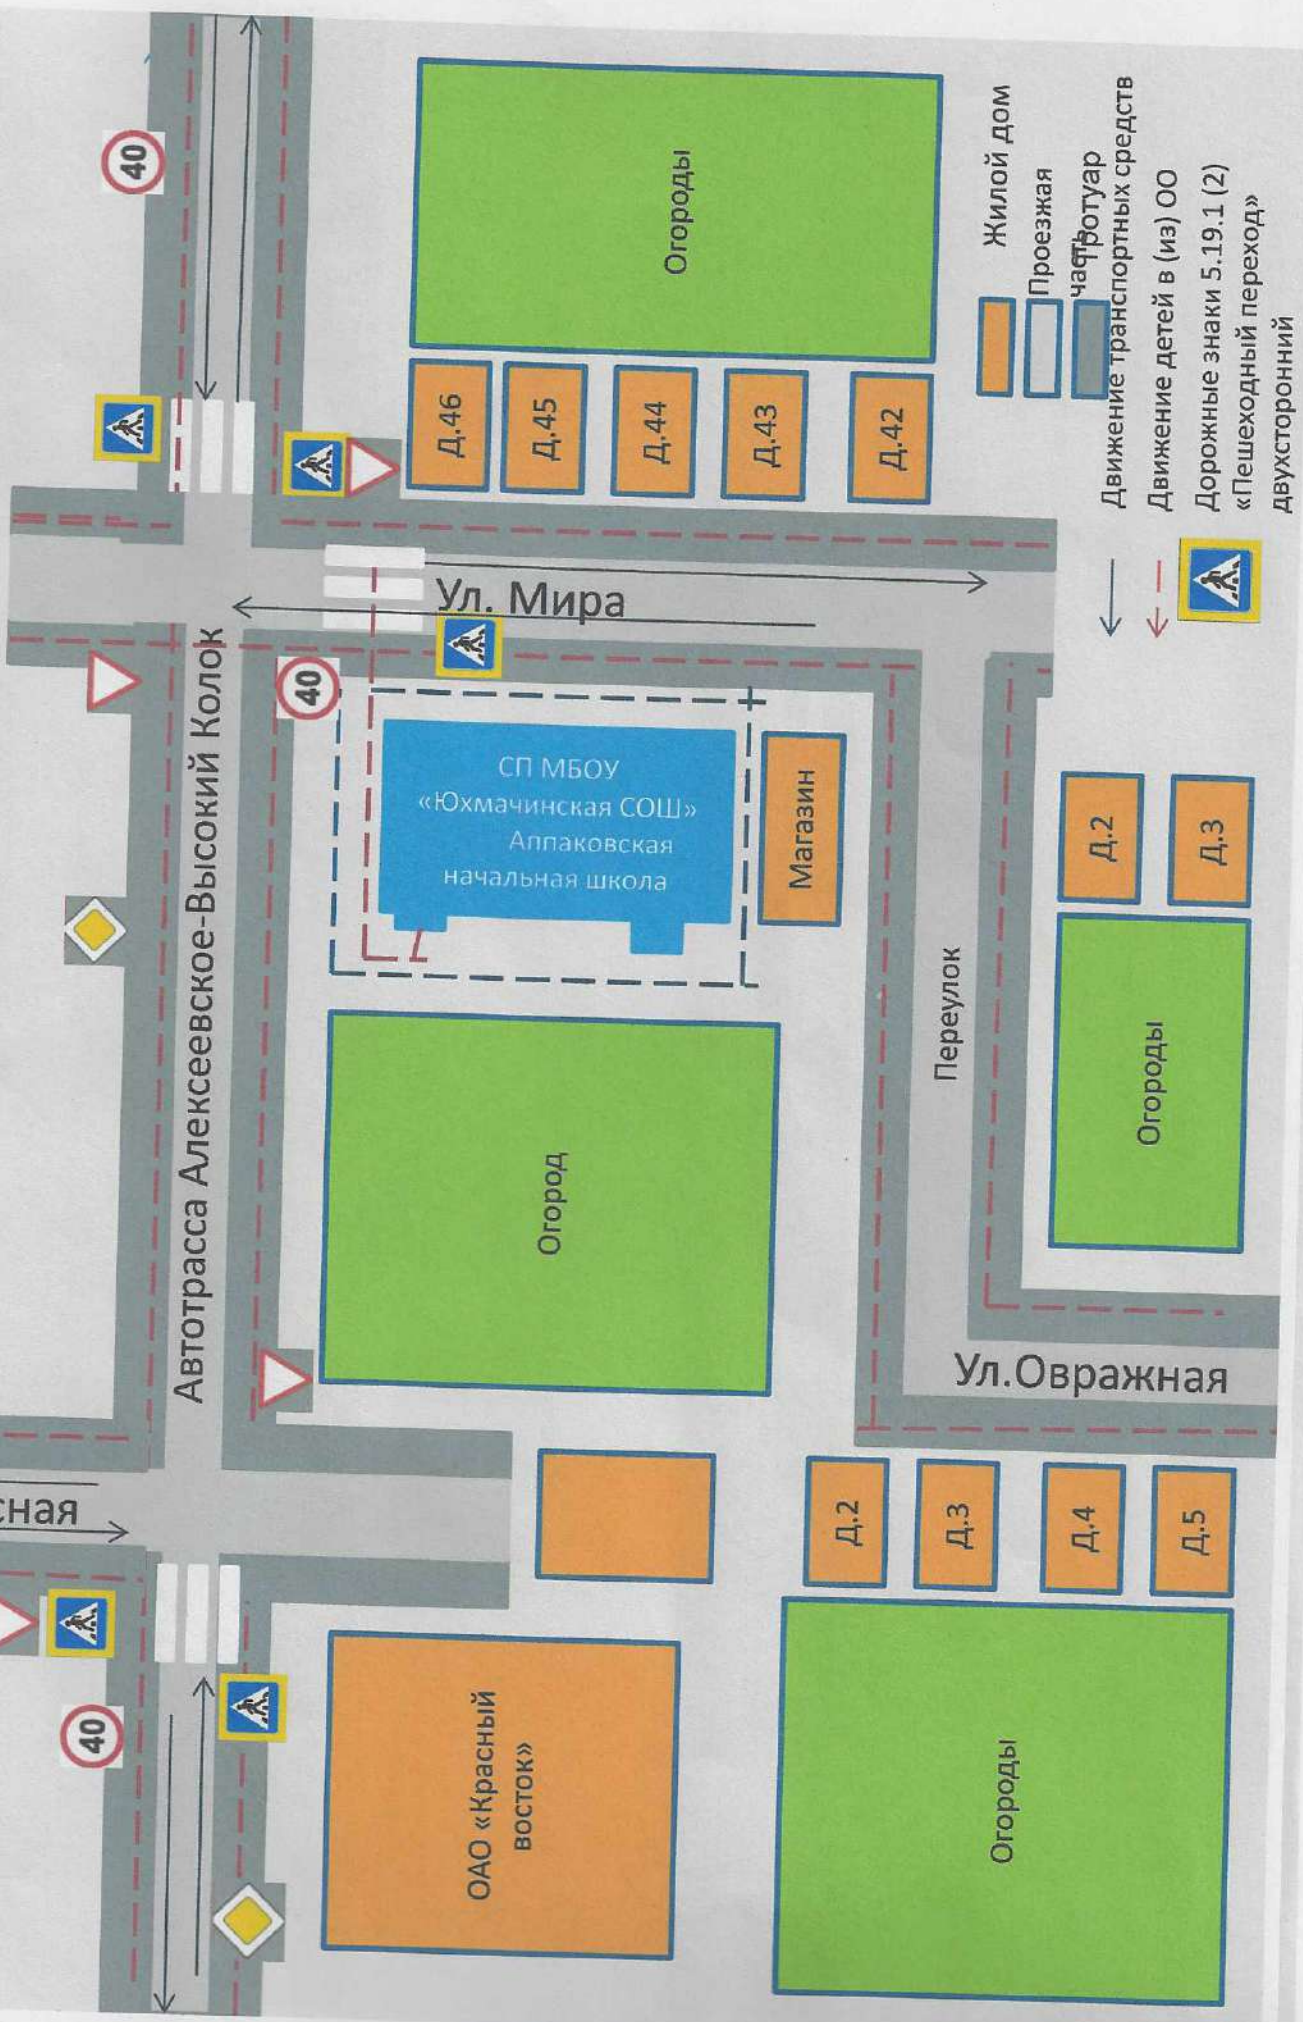 сная
40
Автотрасса Алексеевское-Высокий Колок
40
40
ОАО «Красный
восток»
Огород
СП МБОУ
«Юхмачинская СОШ»
Аппаковская
начальная школа
Магазин
Ул. Мира
Д.46
Д.45
Д.44
Д.43
Д.42
Огороды
Д.2
Д.3
Д.4
Д.5
Огороды
Ул.Овражная
Переулок
Огороды
Д.2
Д.3
Жилой дом
Проезжая
часть
Тротуар
Движение транспортных средств
Движение детей в (из) ОО
Дорожные знаки 5.19.1 (2)
«Пешеходный переход»
двухсторонний